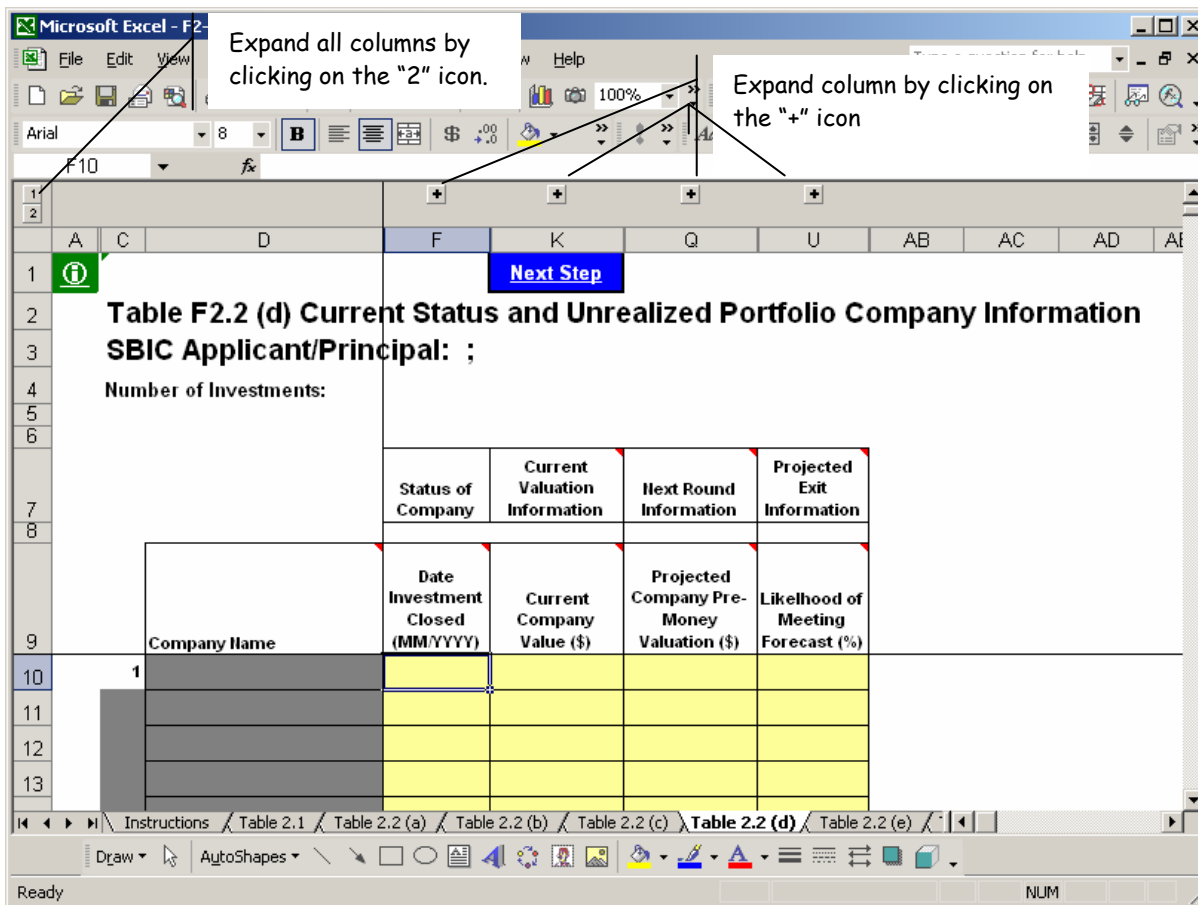 Microsoft Excel - F2-
Expand all columns by
clicking on the “2” icon.
File Edit View w Help
Expand column by clicking on
the “+” icon
100%
Arial 8 B $
F10 fx
1
2
+ + + +
A C D F K Q U AB AC AD
1 Next Step
2 Table F2.2 (d) Current Status and Unrealized Portfolio Company Information
3 SBIC Applicant/Principal: ;
4 Number of Investments:
5
6
7 Status of
Company
Current
Valuation
Information
Next Round
Information
Projected
Exit
Information
8
9 Company Name
Date
Investment
Closed
(MM/YYYY)
Current
Company
Value ($)
Projected
Company Pre-
Money
Valuation ($)
Likelhood of
Meeting
Forecast (%)
10 1
11
12
13
Instructions Table 2.1 Table 2.2 (a) Table 2.2 (b) Table 2.2 (c) Table 2.2 (d) Table 2.2 (e)
Draw AutoShapes A
Ready NUM